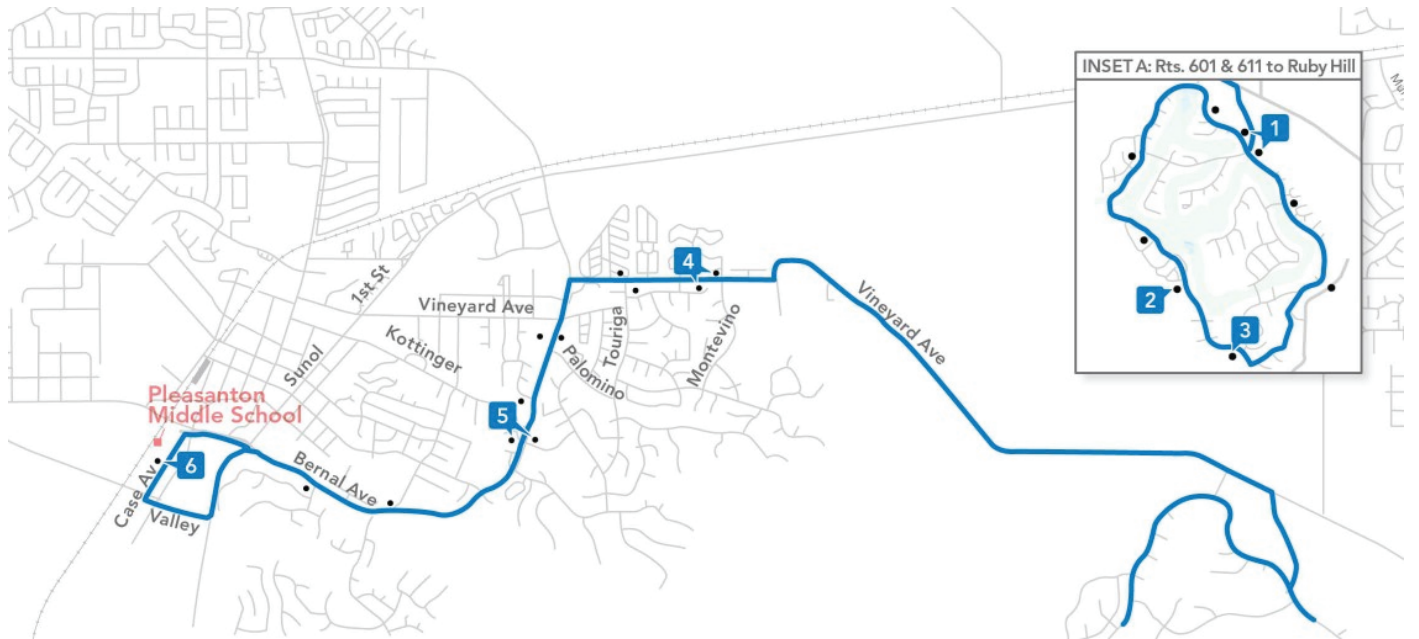 INSET A: Rts. 601 & 611 to Ruby Hill
1
2
3
4
1st St
Vineyard Ave
Kottinger
Sunol
Touriga
Palomino
Montevino
Vineyard Ave
Pleasanton
Middle School
5
6
Bernal Ave
Case Av
Valley